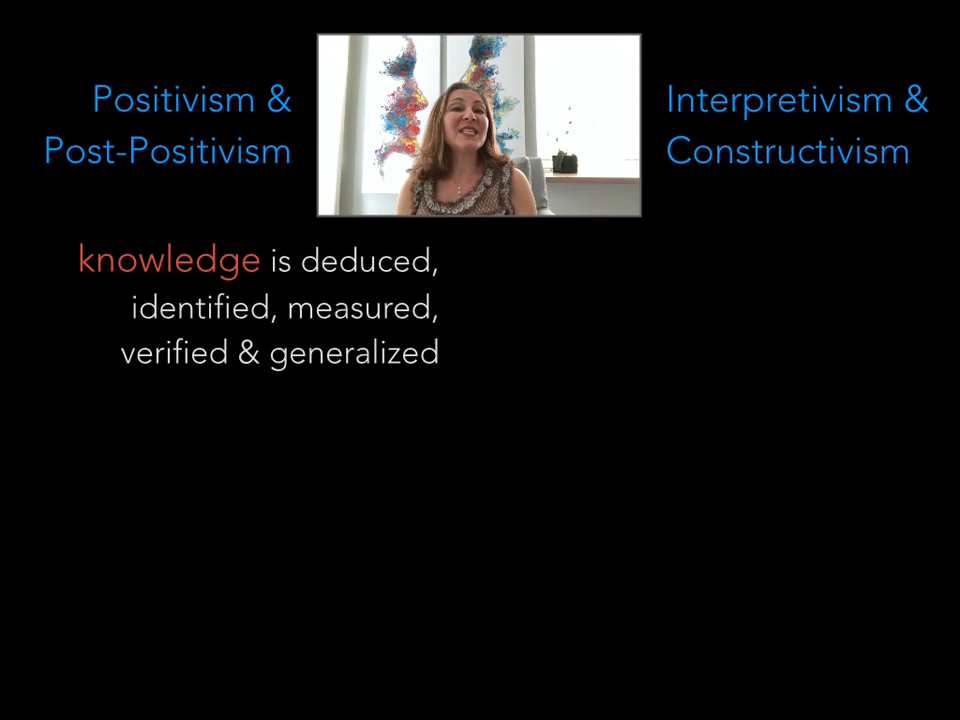 Positivism &
Post-Positivism
Interpretivism &
Constructivism
knowledge is deduced,
identified, measured,
verified & generalized